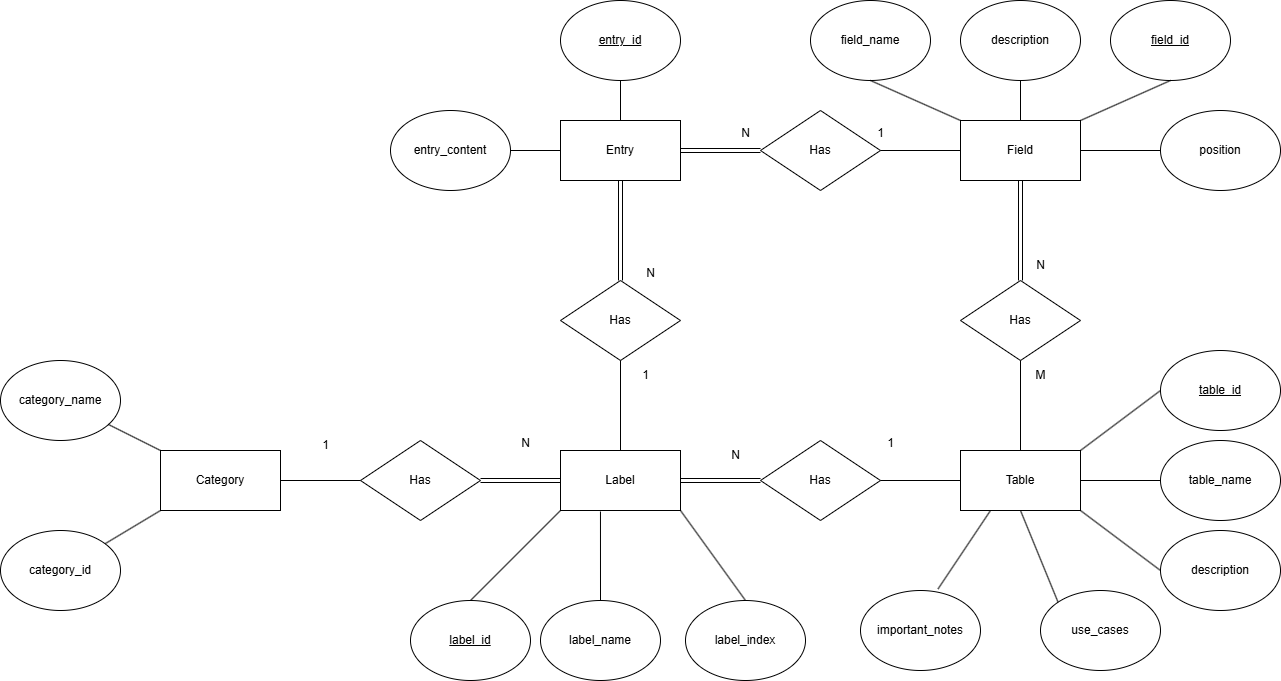 entry_id
field_name
description
field_id
entry_content
Entry
N
Has
1
Field
position
N
Has
1
N
Has
M
category_name
category_id
Category
1
Has
N
Label
N
Has
1
Table
table_id
table_name
description
label_id
label_name
label_index
important_notes
use_cases